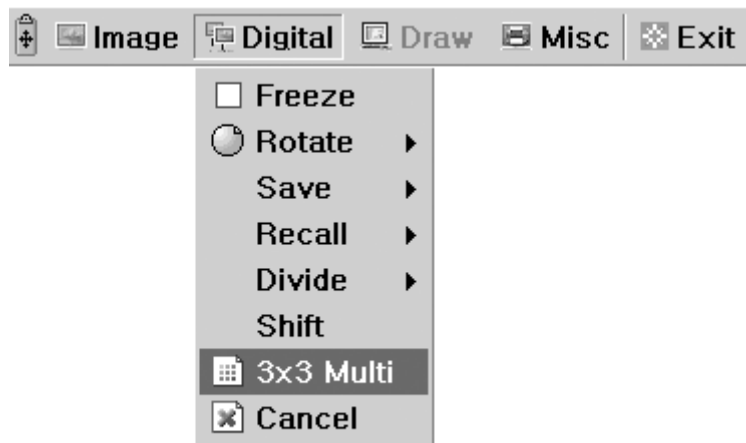 Image Digital Draw Misc Exit
Freeze
Rotate
Save
Recall
Divide
Shift
3x3 Multi
Cancel